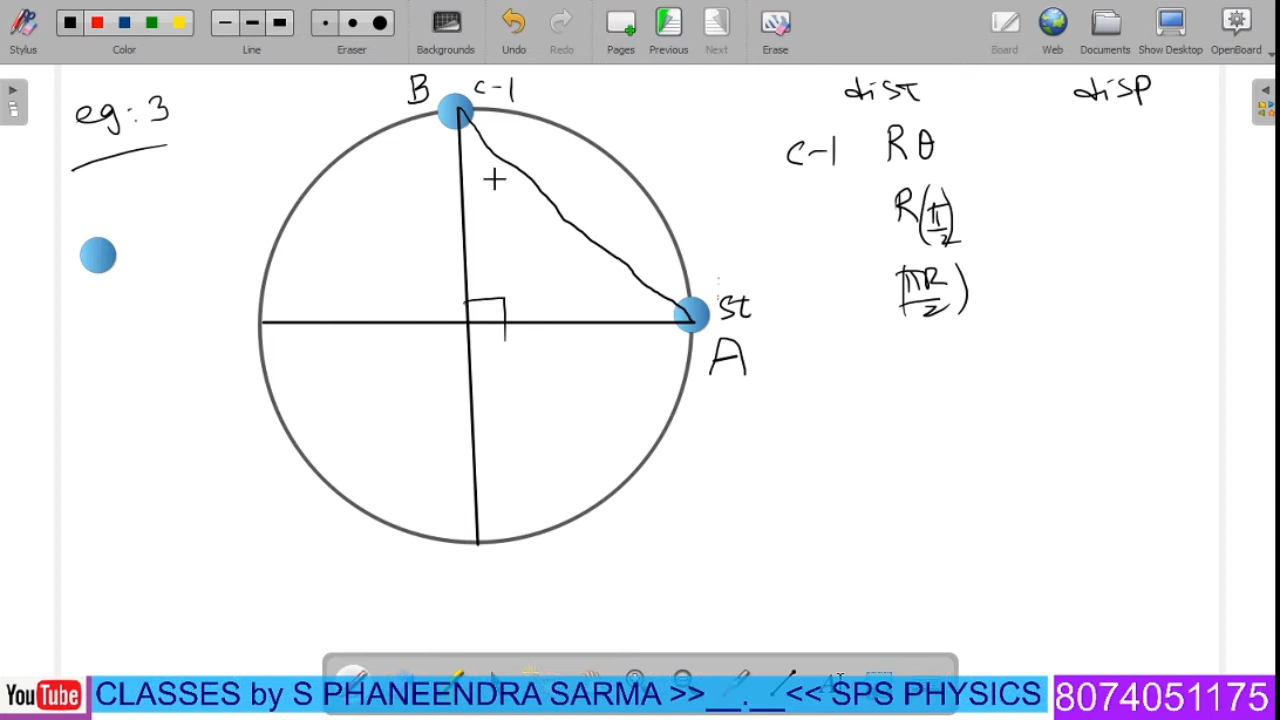 Stylus
Color
Line
Eraser
Backgrounds
Undo
Redo
Pages
Previous
Next
Erase
Board
Web
Documents
Show Desktop
OpenBoard
eg: 3
B
C-1
dist
disp
C-1 Rθ
R(π/2)
πR/2)
St
A
YouTube CLASSES by S PHANEENDRA SARMA >>__.__<< SPS PHYSICS 8074051175